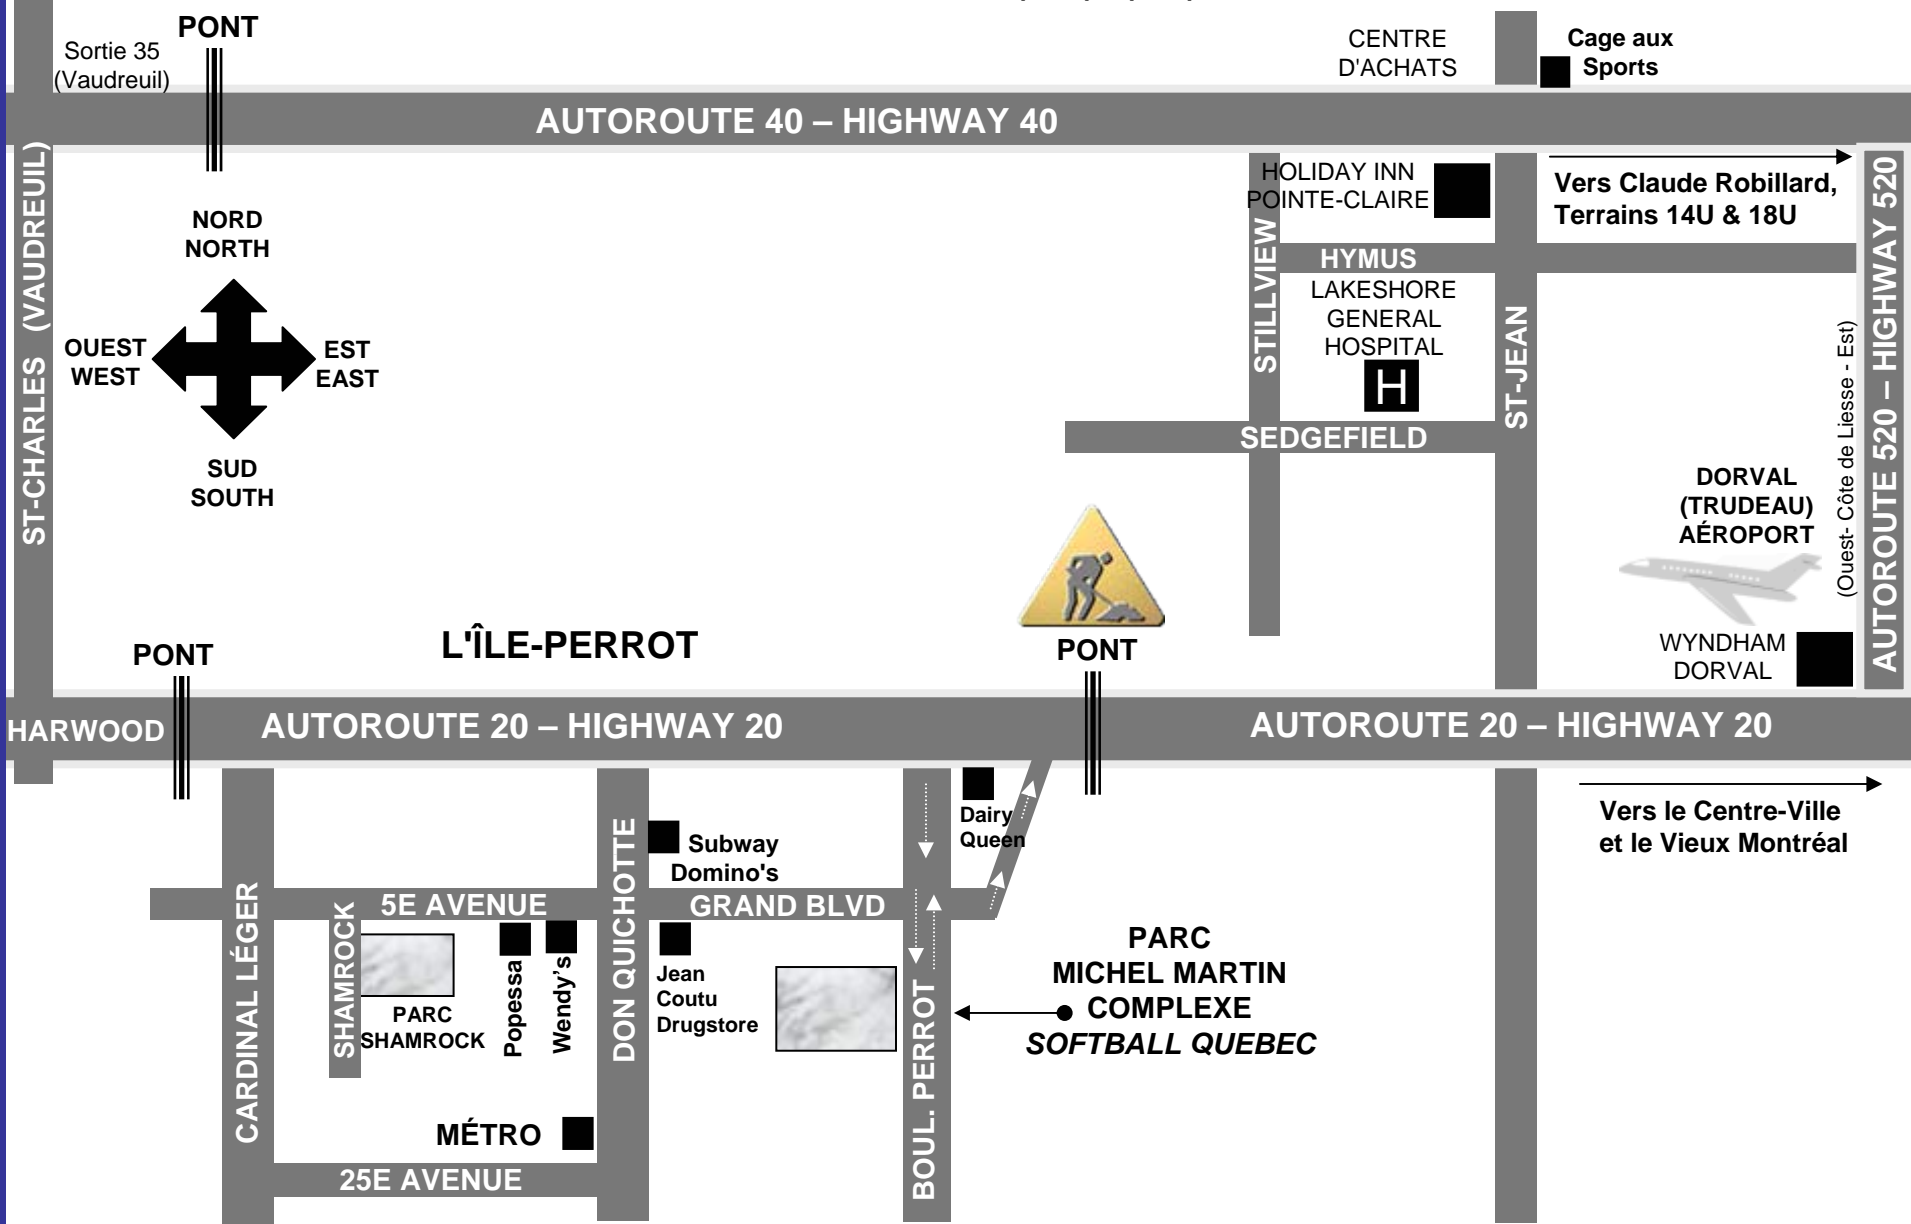 PONT
Sortie 35
(Vaudreuil)
CENTRE
D'ACHATS
Cage aux
Sports
AUTOROUTE 40 – HIGHWAY 40
ST-CHARLES (VAUDREUIL)
NORD
NORTH
OUEST
WEST
EST
EAST
SUD
SOUTH
HOLIDAY INN
POINTE-CLAIRE
Vers Claude Robillard,
Terrains 14U & 18U
STILLVIEW
HYMUS
LAKESHORE
GENERAL
HOSPITAL
H
ST-JEAN
SEDGEFIELD
DORVAL
(TRUDEAU)
AÉROPORT
(Ouest- Côte de Liesse - Est)
AUTOROUTE 520 – HIGHWAY 520
WYNDHAM
DORVAL
PONT
L'ÎLE-PERROT
PONT
HARWOOD
AUTOROUTE 20 – HIGHWAY 20
AUTOROUTE 20 – HIGHWAY 20
Vers le Centre-Ville
et le Vieux Montréal
CARDINAL LÉGER
DON QUICHOTTE
Subway
Domino's
Dairy
Queen
5E AVENUE
GRAND BLVD
SHAMROCK
PARC
SHAMROCK
Popessa
Wendy's
Jean
Coutu
Drugstore
BOUL. PERROT
PARC
MICHEL MARTIN
COMPLEXE
SOFTBALL QUEBEC
MÉTRO
25E AVENUE